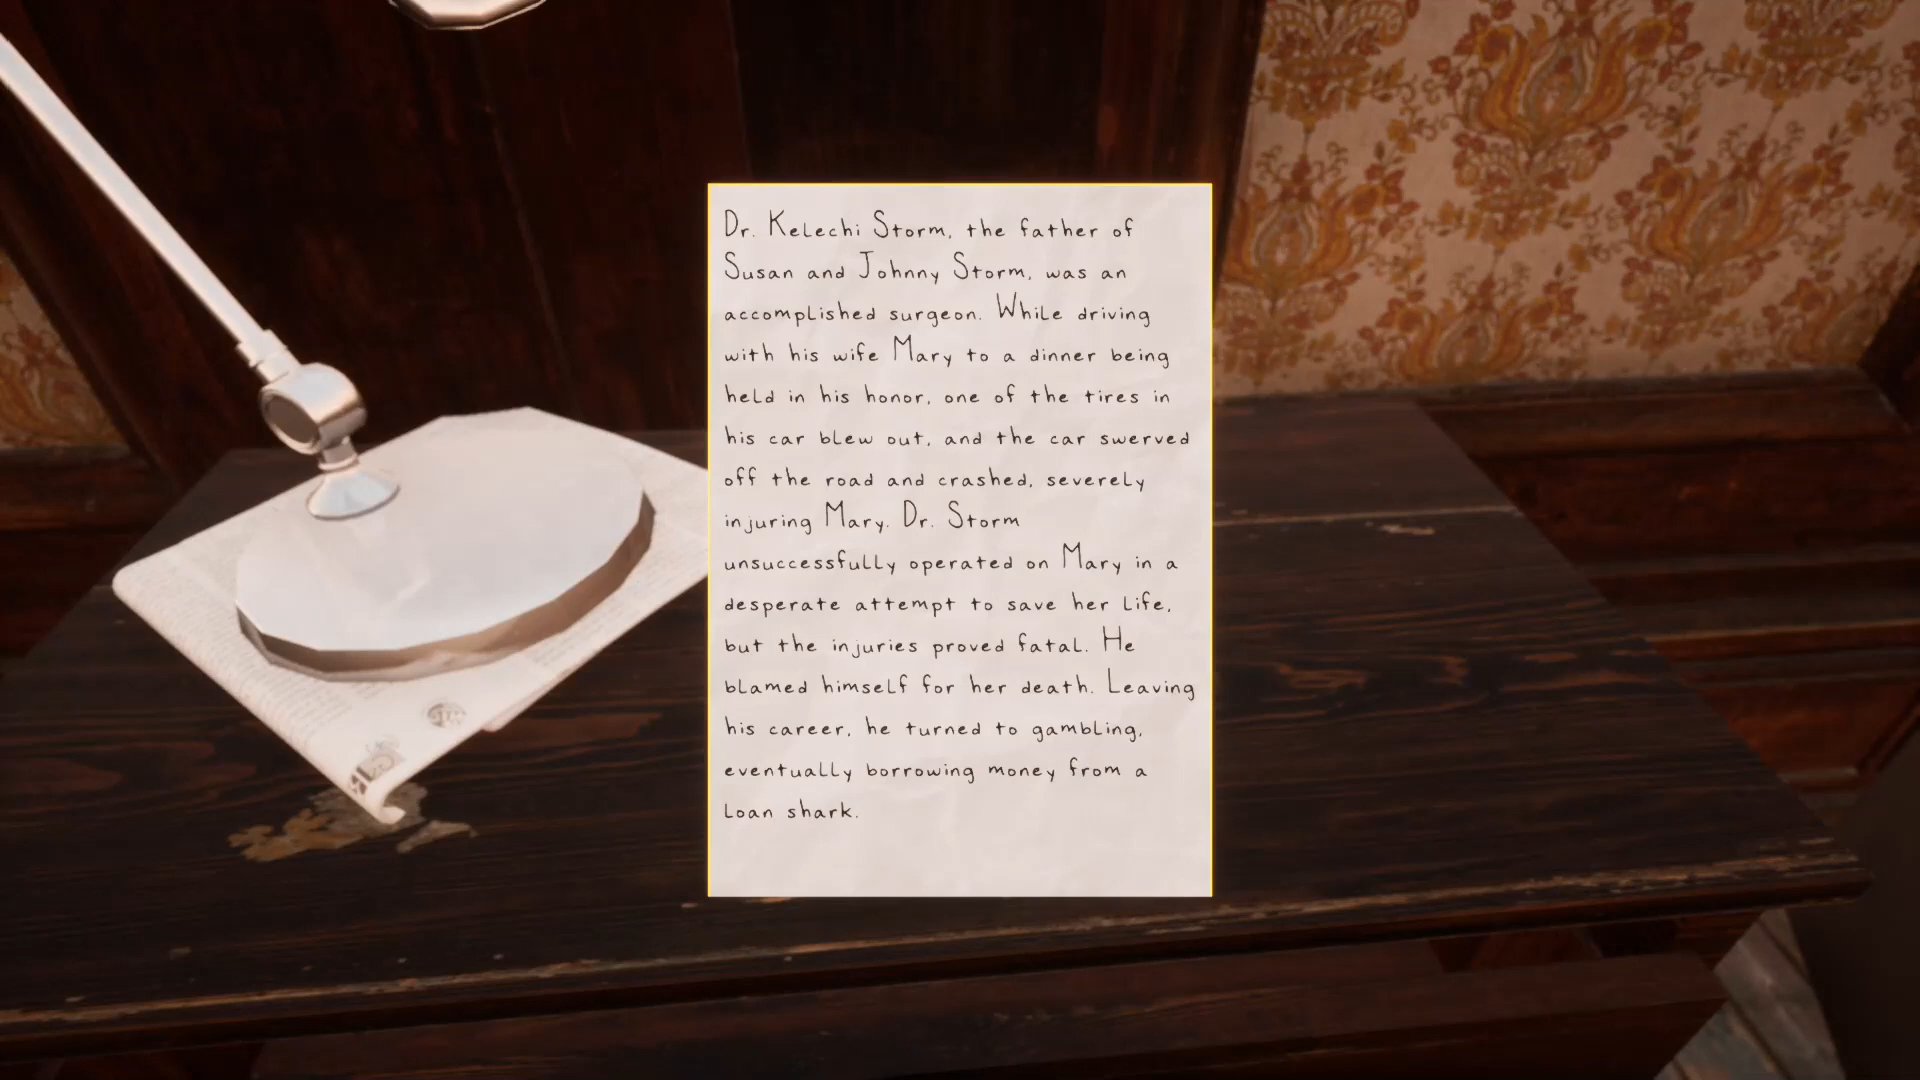 Dr. Kelechi Storm, the father of
Susan and Johnny Storm, was an
accomplished surgeon. While driving
with his wife Mary to a dinner being
held in his honor, one of the tires in
his car blew out, and the car swerved
off the road and crashed, severely
injuring Mary. Dr. Storm
unsuccessfully operated on Mary in a
desperate attempt to save her life,
but the injuries proved fatal. He
blamed himself for her death. Leaving
his career, he turned to gambling,
eventually borrowing money from a
loan shark.